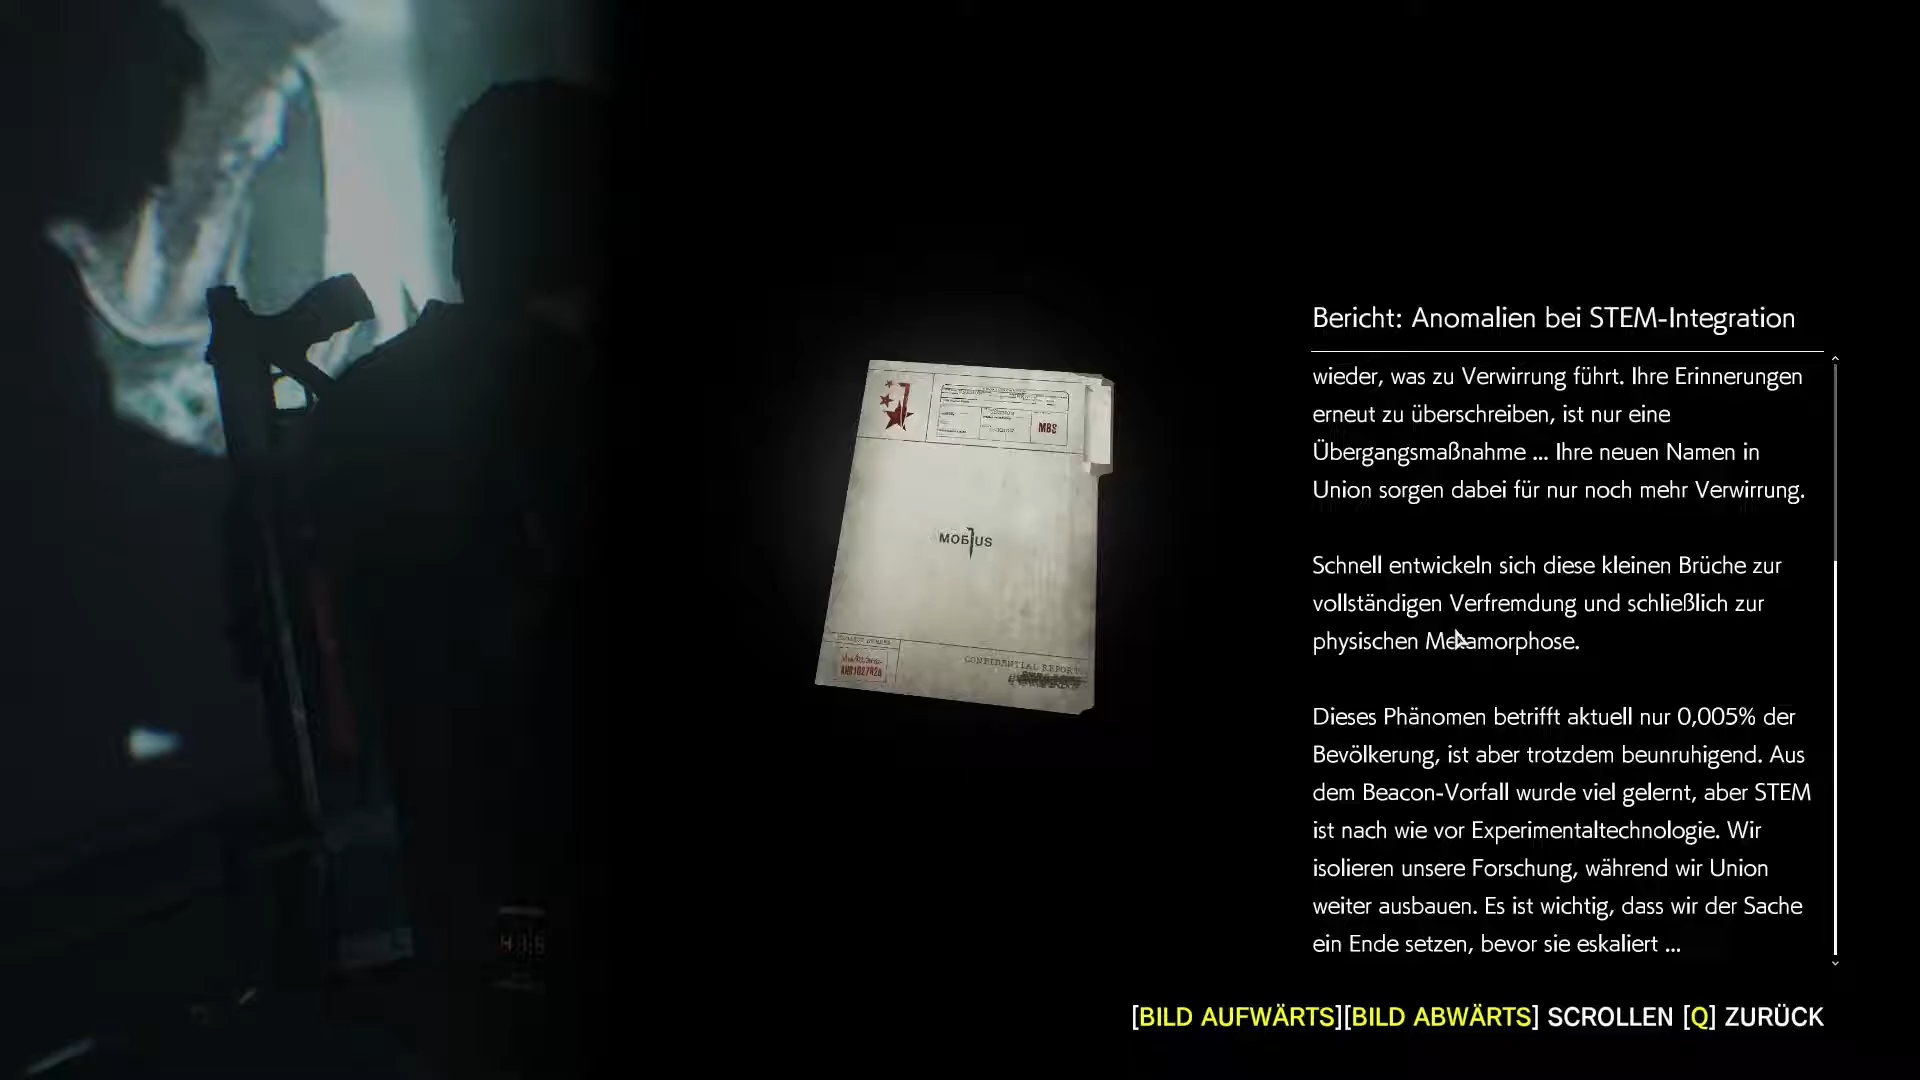 Bericht: Anomalien bei STEM-Integration
wieder, was zu Verwirrung führt. Ihre Erinnerungen
erneut zu überschreiben, ist nur eine
Übergangsmaßnahme ... Ihre neuen Namen in
Union sorgen dabei für nur noch mehr Verwirrung.
Schnell entwickeln sich diese kleinen Brüche zur
vollständigen Verfremdung und schließlich zur
physischen Metamorphose.
Dieses Phänomen betrifft aktuell nur 0,005% der
Bevölkerung, ist aber trotzdem beunruhigend. Aus
dem Beacon-Vorfall wurde viel gelernt, aber STEM
ist nach wie vor Experimentaltechnologie. Wir
isolieren unsere Forschung, während wir Union
weiter ausbauen. Es ist wichtig, dass wir der Sache
ein Ende setzen, bevor sie eskaliert ...
MBS
MOBIUS
CONFIDENTIAL REPORT
[BILD AUFWÄRTS][BILD ABWÄRTS] SCROLLEN [Q] ZURÜCK